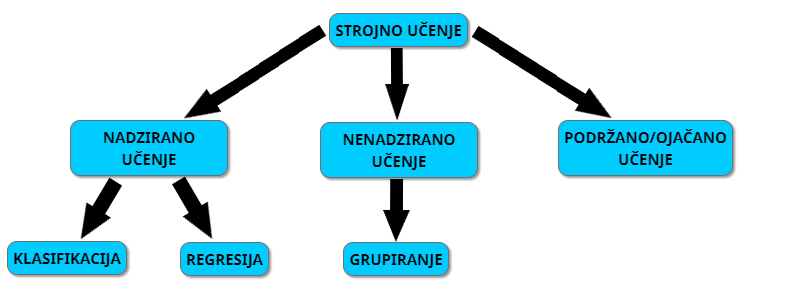 STROJNO UČENJE
NADZIRANO
UČENJE
NENADZIRANO
UČENJE
PODRŽANO/OJAČANO
UČENJE
KLASIFIKACIJA
REGRESIJA
GRUPIRANJE